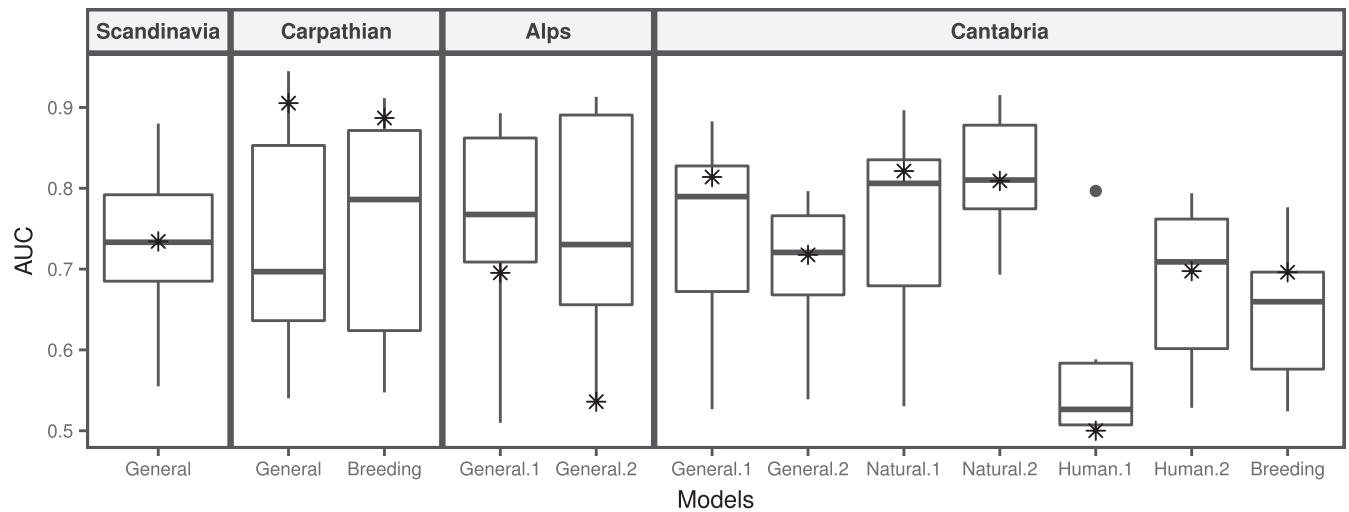 Scandinavia Carpathian Alps Cantabria
AUC
0.9
0.8
0.7
0.6
0.5
General General Breeding General.1 General.2 General.1 General.2 Natural.1 Natural.2 Human.1 Human.2 Breeding
Models